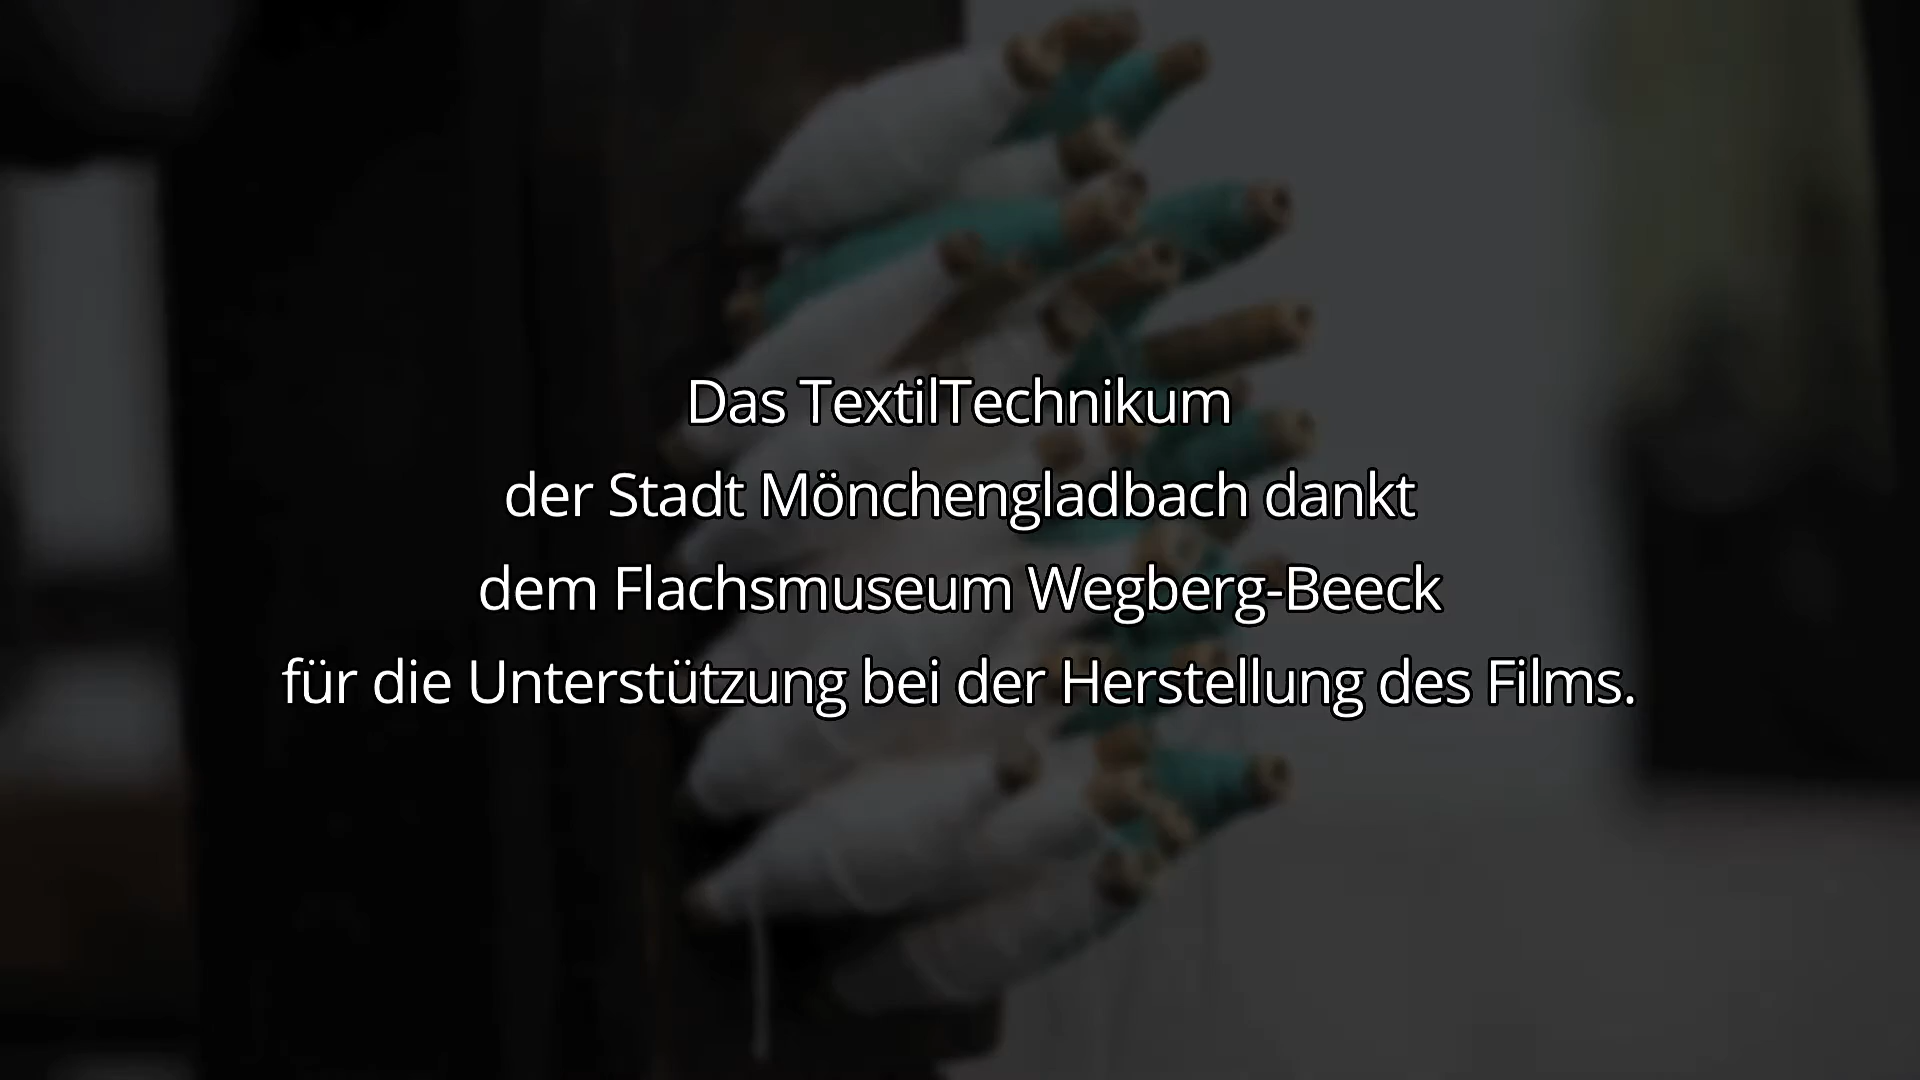 Das TextilTechnikum
der Stadt Mönchengladbach dankt
dem Flachsmuseum Wegberg-Beeck
für die Unterstützung bei der Herstellung des Films.